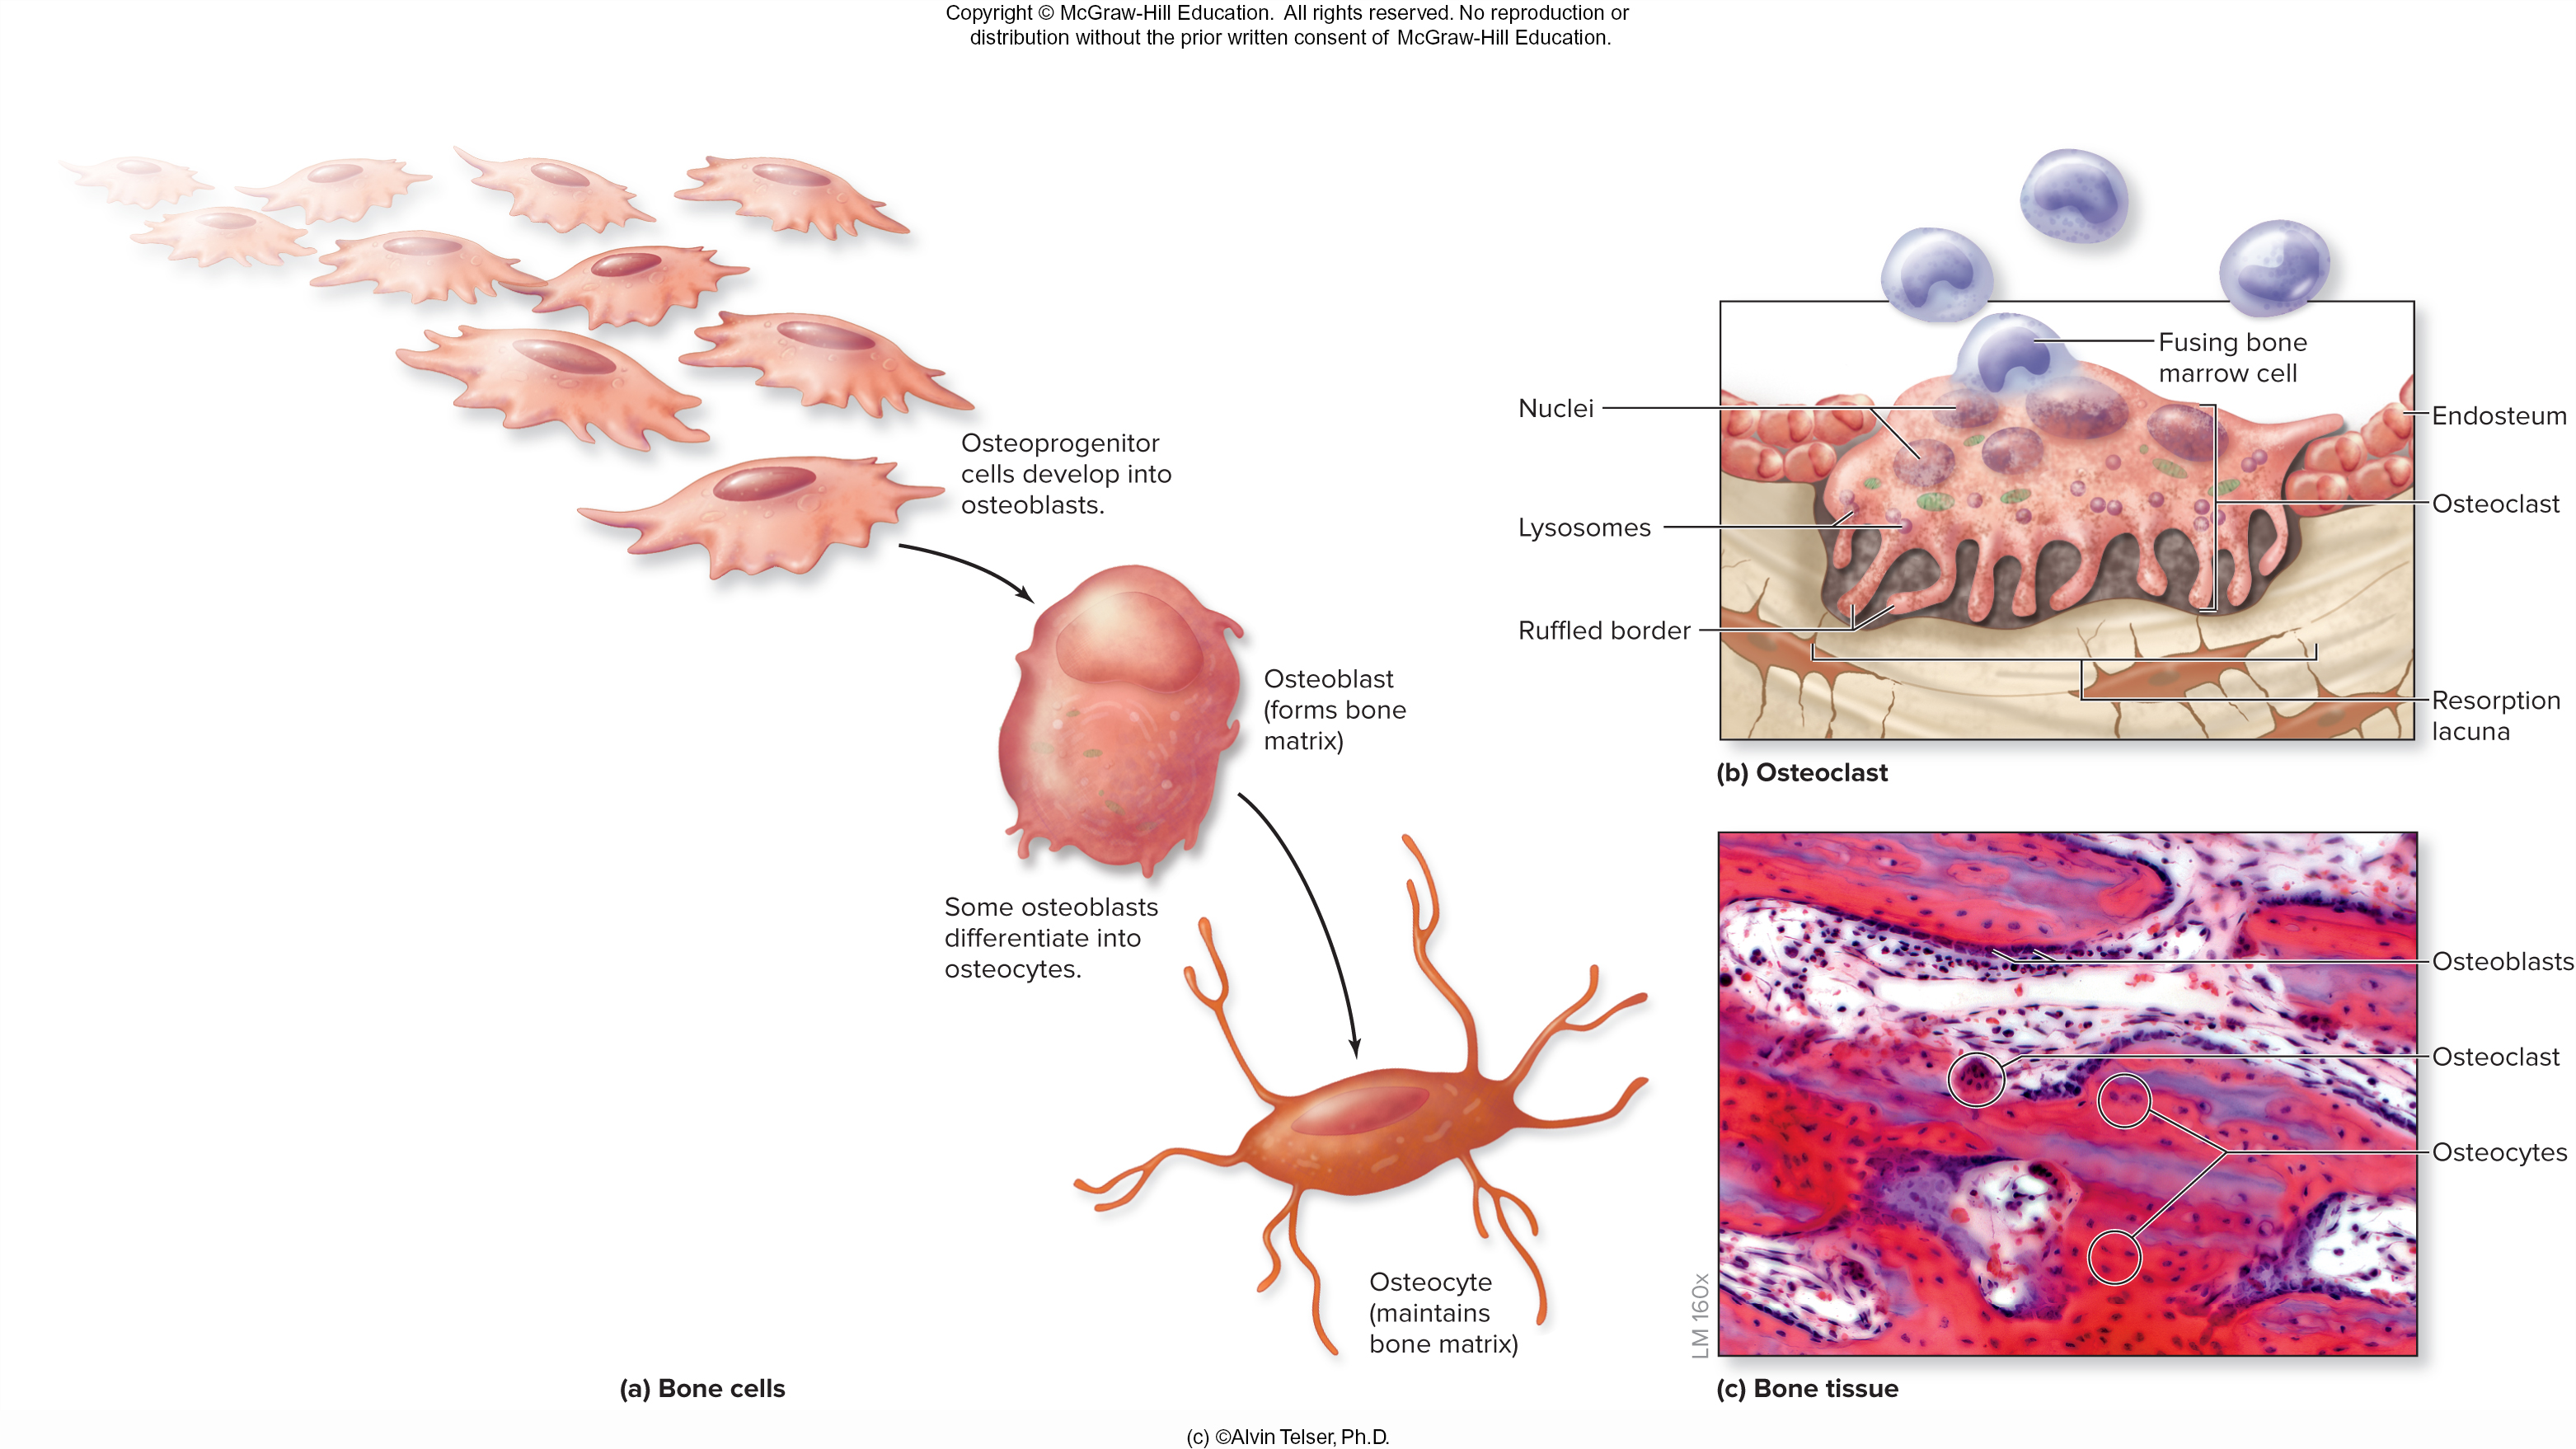 Copyright © McGraw-Hill Education. All rights reserved. No reproduction or
distribution without the prior written consent of McGraw-Hill Education.
Osteoprogenitor
cells develop into
osteoblasts.
Osteoblast
(forms bone
matrix)
Some osteoblasts
differentiate into
osteocytes.
Osteocyte
(maintains
bone matrix)
(a) Bone cells
Fusing bone
marrow cell
Nuclei
Endosteum
Osteoclast
Lysosomes
Ruffled border
Resorption
lacuna
(b) Osteoclast
Osteoblasts
Osteoclast
Osteocytes
LM 160x
(c) Bone tissue
(c) ©Alvin Telser, Ph.D.